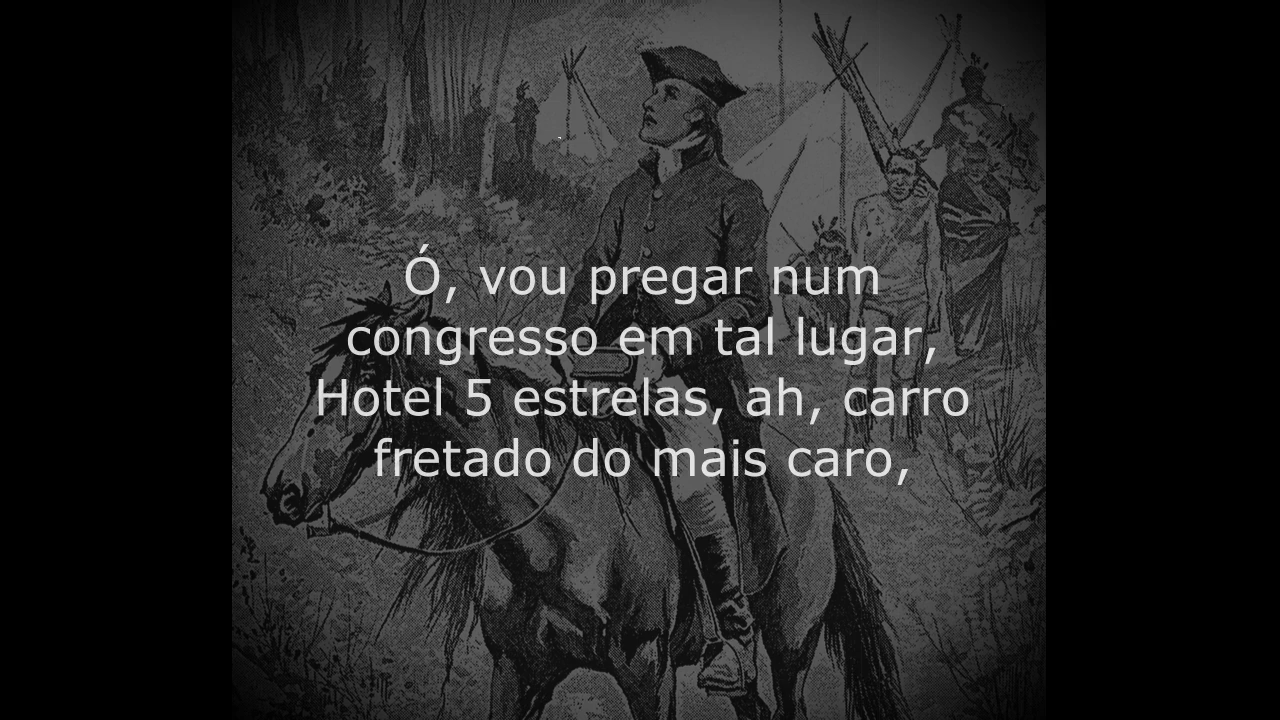 Ó, vou pregar num
congresso em tal lugar,
Hotel 5 estrelas, ah, carro
fretado do mais caro,